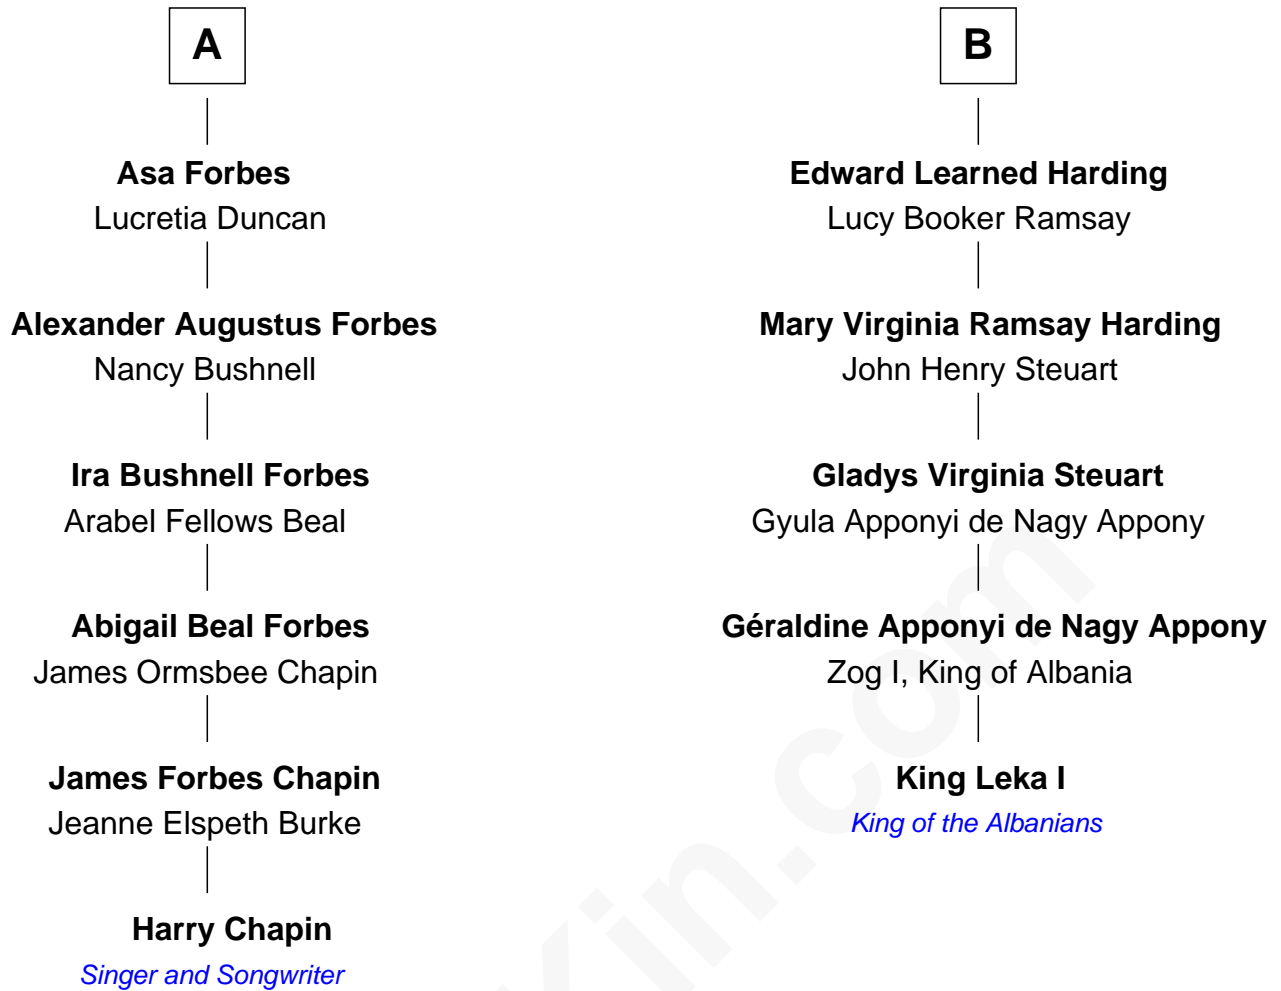 A
Asa Forbes
Lucretia Duncan
Alexander Augustus Forbes
Nancy Bushnell
Ira Bushnell Forbes
Arabel Fellows Beal
Abigail Beal Forbes
James Ormsbee Chapin
James Forbes Chapin
Jeanne Elspeth Burke
Harry Chapin
Singer and Songwriter
B
Edward Learned Harding
Lucy Booker Ramsay
Mary Virginia Ramsay Harding
John Henry Steuart
Gladys Virginia Steuart
Gyula Apponyi de Nagy Appony
Géraldine Apponyi de Nagy Appony
Zog I, King of Albania
King Leka I
King of the Albanians
Kin.com